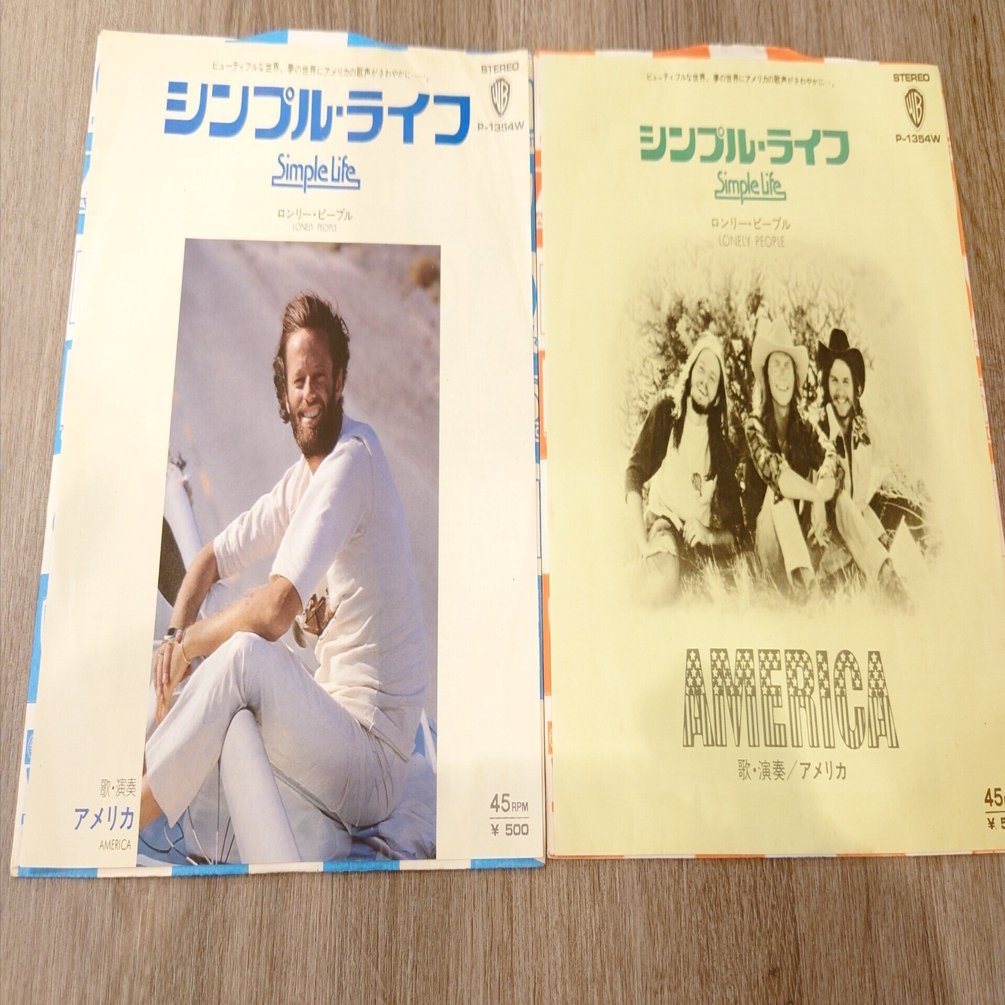 ビューティフルな世界、夢の世界にアメリカの歌声がさわやかに……。
STEREO
WB
P-1354W
シンプル・ライフ
Simple Life
ロンリー・ピープル
LONELY PEOPLE
歌・演奏
アメリカ
AMERICA
45RPM
¥ 500
ビューティフルな世界、夢の世界にアメリカの歌声がさわやかに…。
STEREO
WB
P-1354W
シンプル・ライフ
Simple Life
ロンリー・ピープル
LONELY PEOPLE
AMERICA
歌・演奏/アメリカ
45
¥ 5